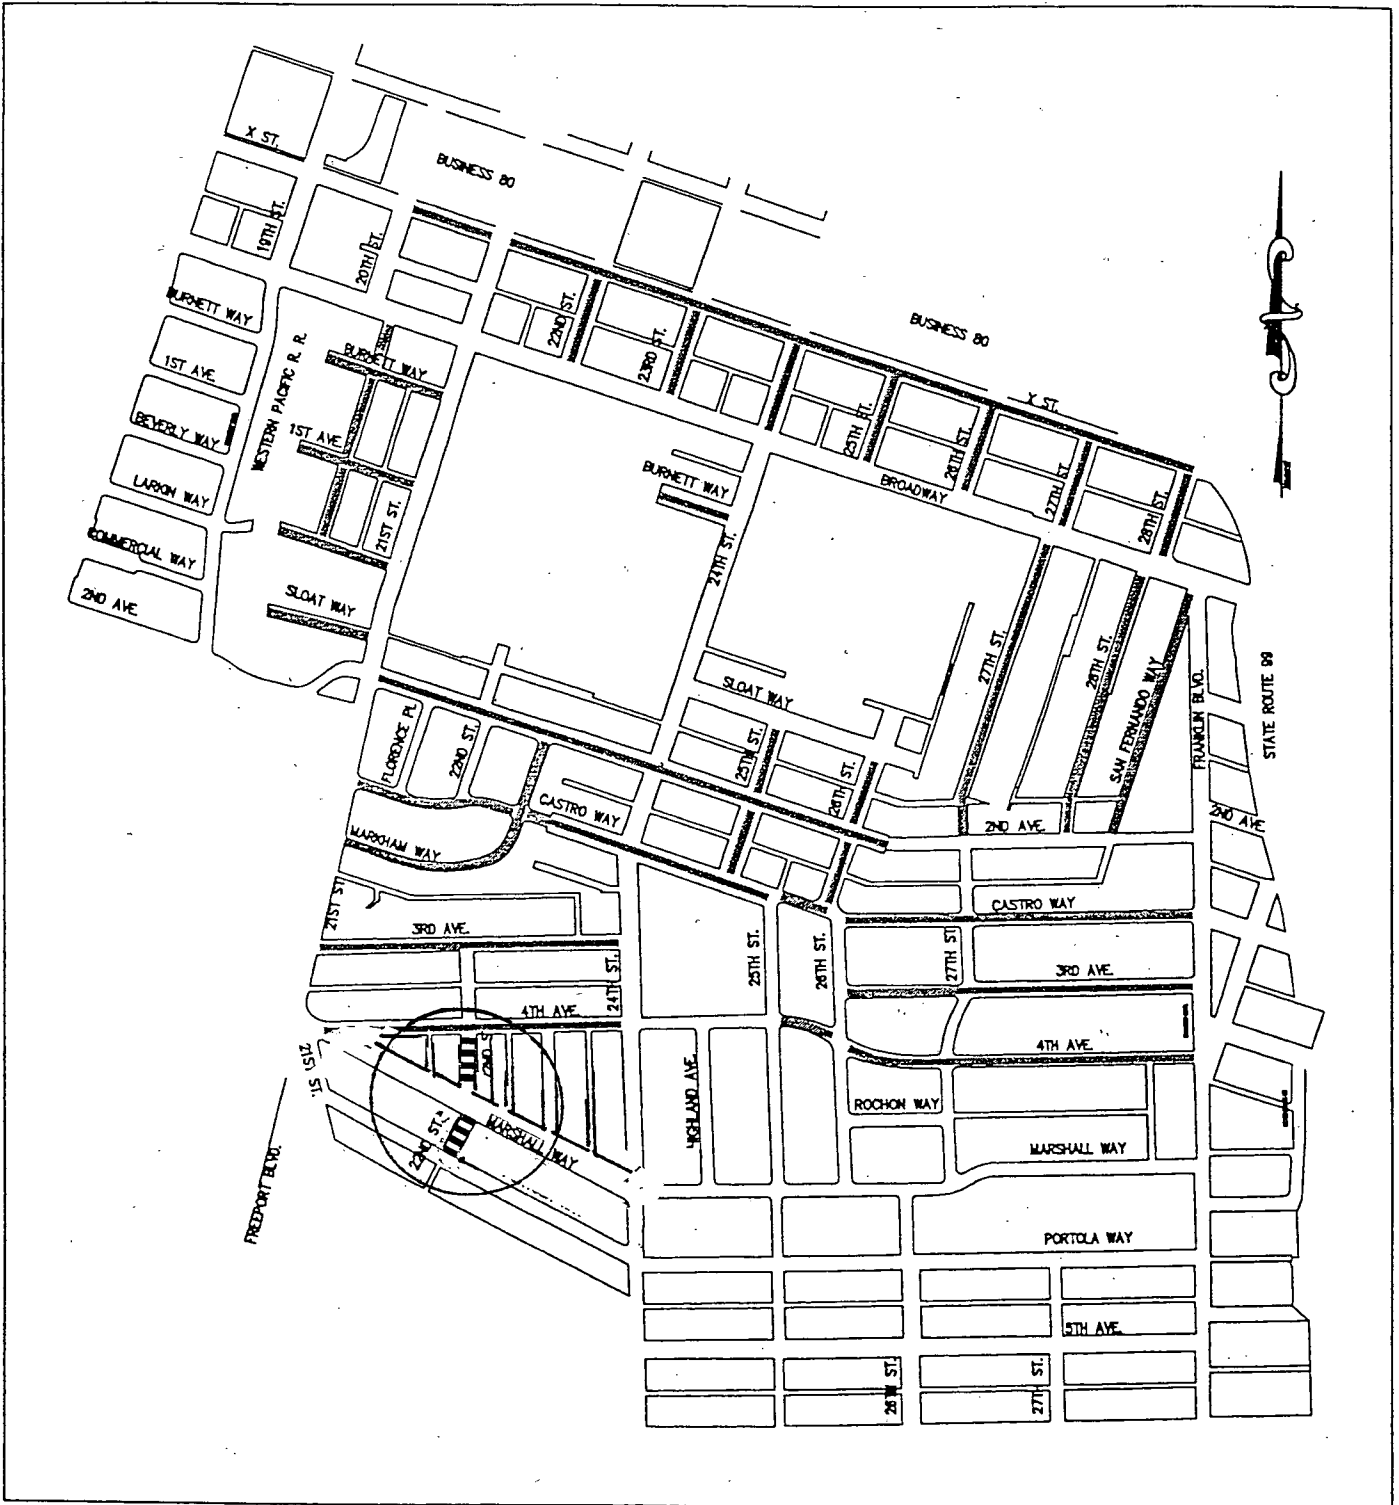 X ST.
BUSINESS 80
19TH ST.
20TH ST.
BURNETT WAY
22ND ST.
23RD ST.
BUSINESS 80
1ST AVE.
WESTERN PACIFIC R. R.
BURNETT WAY
X ST.
BEVERLY WAY
1ST AVE.
25TH ST.
26TH ST.
27TH ST.
28TH ST.
LARKIN WAY
BURNETT WAY
BROADWAY
21ST ST.
COMMERCIAL WAY
24TH ST.
2ND AVE.
SLOAT WAY
27TH ST.
28TH ST.
SAN FERNANDO WAY
FRANKLIN BLVD.
STATE ROUTE 99
SLOAT WAY
FLORENCE PL.
22ND ST.
25TH ST.
26TH ST.
CASTRO WAY
2ND AVE.
2ND AVE.
MARKHAM WAY
21ST ST.
CASTRO WAY
3RD AVE.
24TH ST.
25TH ST.
26TH ST.
27TH ST.
3RD AVE.
4TH AVE.
4TH AVE.
21ST ST.
HIGHLAND AVE.
ROCHON WAY
22ND ST.
MARSHALL WAY
MARSHALL WAY
FREEPORT BLVD.
PORTOLA WAY
5TH AVE.
26TH ST.
27TH ST.